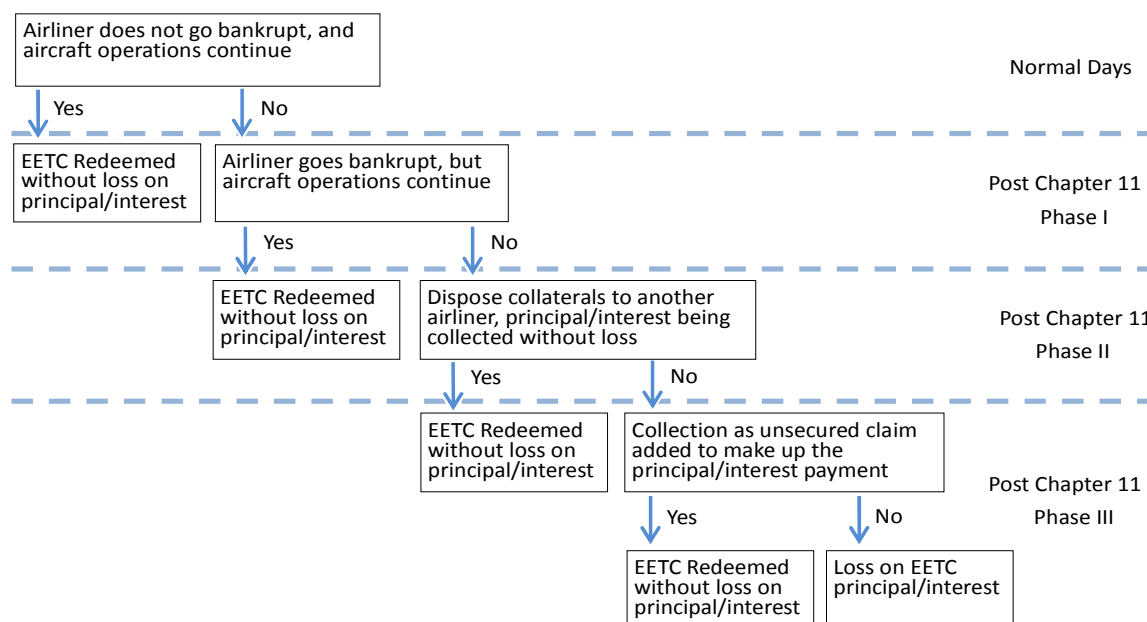 Airliner does not go bankrupt, and
aircraft operations continue
Normal Days
Yes
No
EETC Redeemed
without loss on
principal/interest
Airliner goes bankrupt, but
aircraft operations continue
Post Chapter 11
Phase I
Yes
No
EETC Redeemed
without loss on
principal/interest
Dispose collaterals to another
airliner, principal/interest being
collected without loss
Post Chapter 11
Phase II
Yes
No
EETC Redeemed
without loss on
principal/interest
Collection as unsecured claim
added to make up the
principal/interest payment
Post Chapter 11
Phase III
Yes
No
EETC Redeemed
without loss on
principal/interest
Loss on EETC
principal/interest